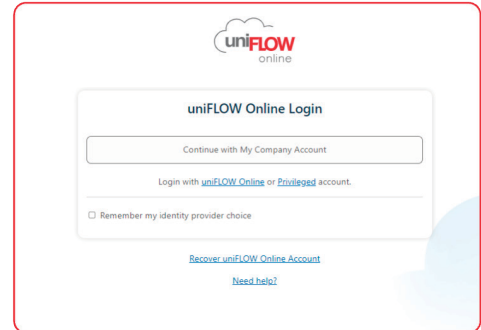 uniFLOW
online
uniFLOW Online Login
Continue with My Company Account
Login with uniFLOW Online or Privileged account.
Remember my identity provider choice
Recover uniFLOW Online Account
Need help?